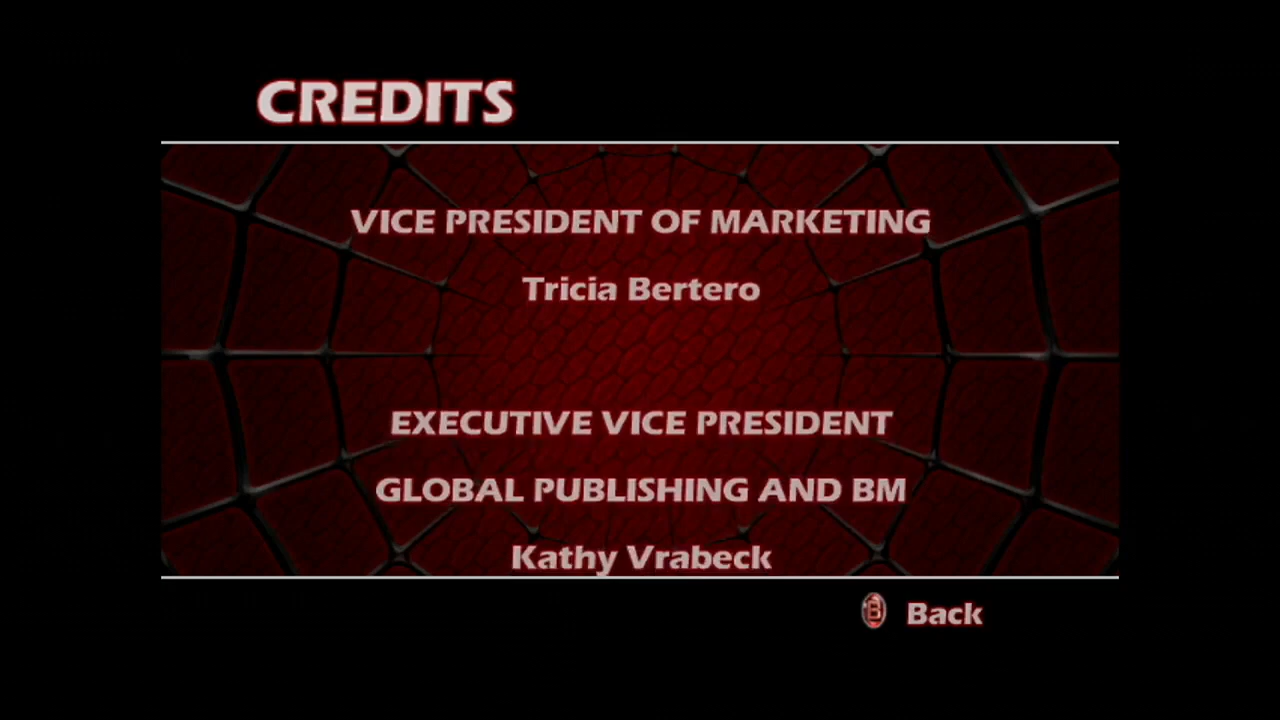 CREDITS
VICE PRESIDENT OF MARKETING
Tricia Bertero
EXECUTIVE VICE PRESIDENT
GLOBAL PUBLISHING AND BM
Kathy Vrabeck
B Back